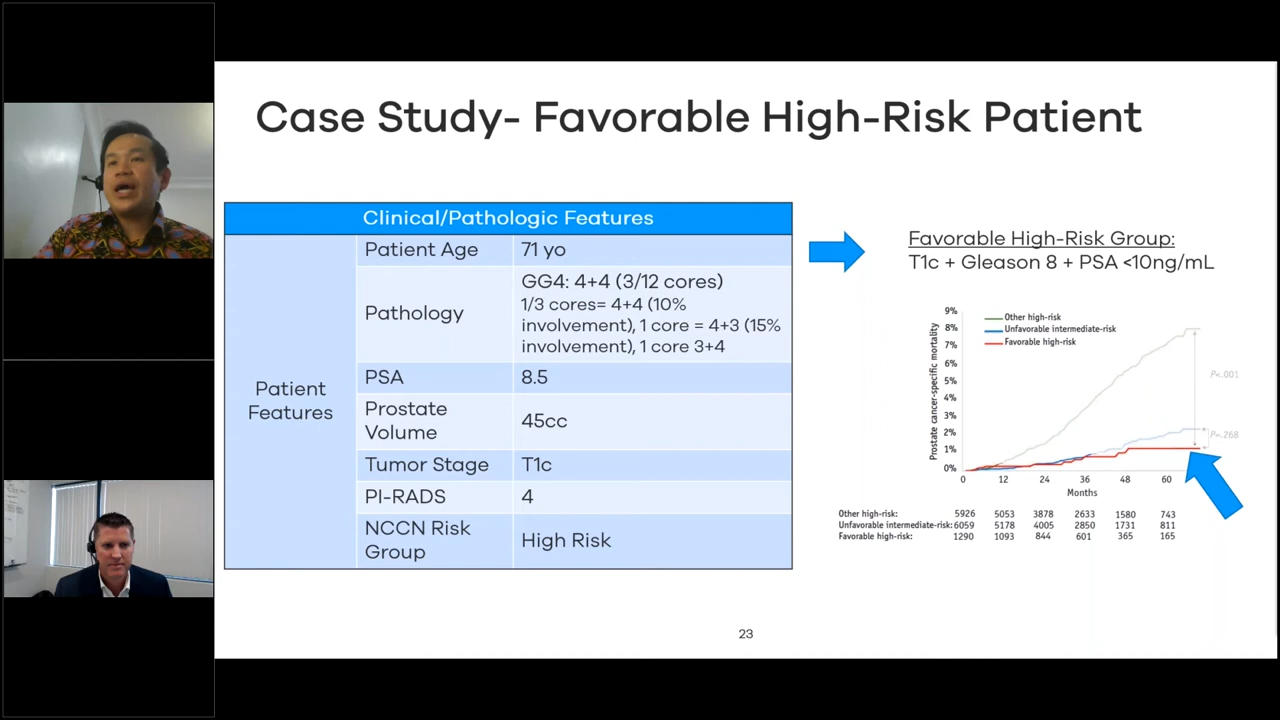 Case Study- Favorable High-Risk Patient
Clinical/Pathologic Features
Patient
Features
Patient Age
71 yo
Pathology
GG4: 4+4 (3/12 cores)
1/3 cores= 4+4 (10%
involvement), 1 core = 4+3 (15%
involvement), 1 core 3+4
PSA
8.5
Prostate
Volume
45cc
Tumor Stage
T1c
PI-RADS
4
NCCN Risk
Group
High Risk
Favorable High-Risk Group:
T1c + Gleason 8 + PSA <10ng/mL
Prostate cancer-specific mortality
9%
8%
7%
6%
5%
4%
3%
2%
1%
0%
Other high-risk
Unfavorable intermediate-risk
Favorable high-risk
P<.001
P=.268
0 12 24 36 48 60
Months
Other high-risk: 5926 5053 3878 2633 1580 743
Unfavorable intermediate-risk: 6059 5178 4005 2850 1731 811
Favorable high-risk: 1290 1093 844 601 365 165
23